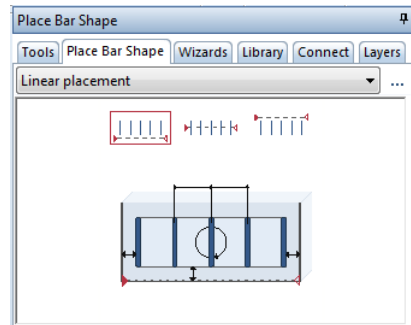 Place Bar Shape
Tools Place Bar Shape Wizards Library Connect Layers
Linear placement ...